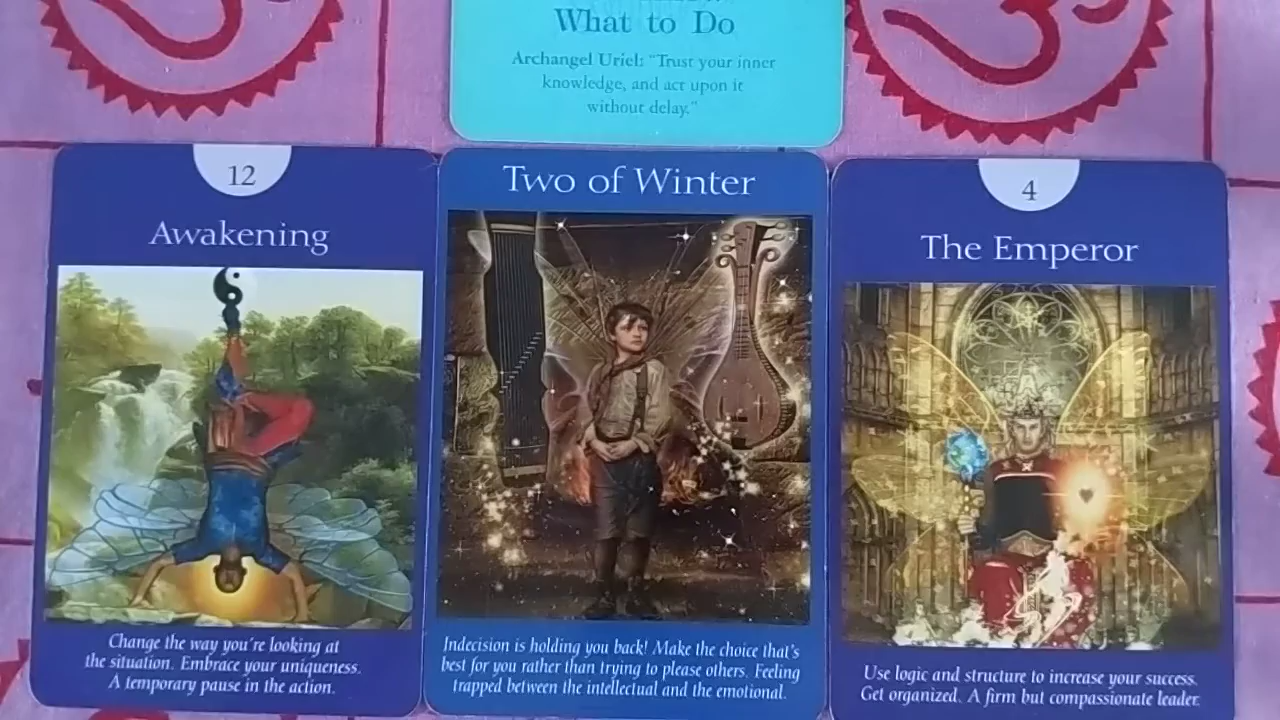 What to Do
Archangel Uriel: "Trust your inner
knowledge, and act upon it
without delay."
12
Awakening
Change the way you're looking at
the situation. Embrace your uniqueness.
A temporary pause in the action.
Two of Winter
Indecision is holding you back! Make the choice that's
best for you rather than trying to please others. Feeling
trapped between the intellectual and the emotional.
4
The Emperor
Use logic and structure to increase your success.
Get organized. A firm but compassionate leader.